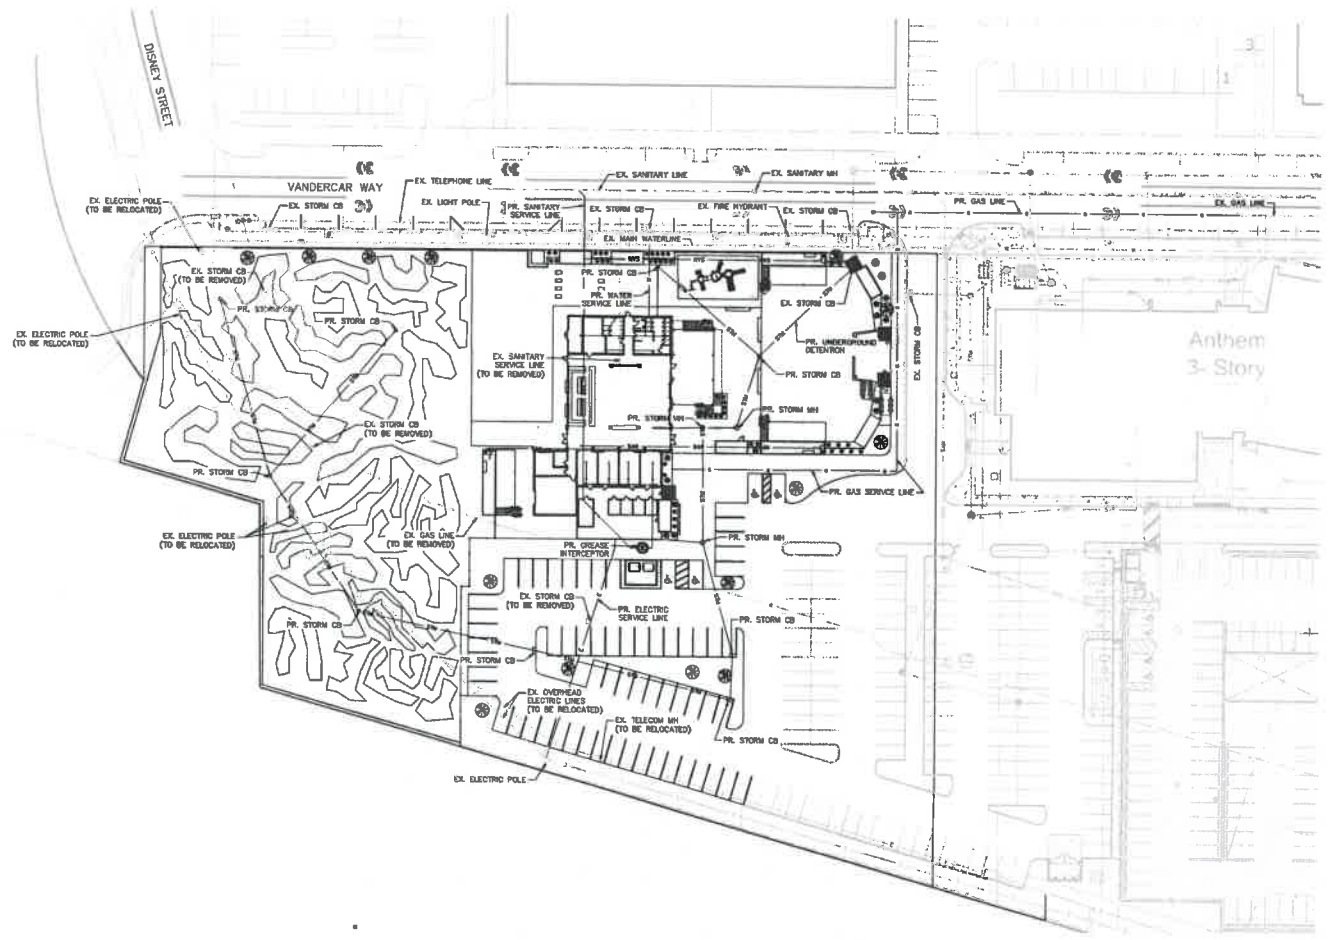 DISNEY STREET
3
1
VANDERCAR WAY
EX. TELEPHONE LINE
EX. SANITARY LINE
EX. SANITARY MH
EX. ELECTRIC POLE
(TO BE RELOCATED)
EX. STORM CB
EX. LIGHT POLE
PR. SANITARY
SERVICE LINE
EX. STORM CB
EX. FIRE HYDRANT
EX. STORM CB
PR. GAS LINE
EX. GAS LINE
EX. MAIN WATERLINE
EX. STORM CB
(TO BE REMOVED)
PR. STORM CB
PR. STORM CB
PR. STORM CB
PR. WATER
SERVICE LINE
EX. STORM CB
EX. STORM CB
EX. ELECTRIC POLE
(TO BE RELOCATED)
PR. UNDERGROUND
DETENTION
Anthem
3- Story
EX. SANITARY
SERVICE LINE
(TO BE REMOVED)
PR. STORM CB
PR. STORM MH
PR. STORM MH
EX. STORM CB
(TO BE REMOVED)
PR. STORM CB
PR. GAS SERVICE LINE
EX. ELECTRIC POLE
(TO BE RELOCATED)
EX. GAS LINE
(TO BE REMOVED)
PR. GREASE
INTERCEPTOR
PR. STORM MH
EX. STORM CB
(TO BE REMOVED)
PR. ELECTRIC
SERVICE LINE
PR. STORM CB
PR. STORM CB
PR. STORM CB
EX. OVERHEAD
ELECTRIC LINES
(TO BE RELOCATED)
EX. TELECOM MH
(TO BE RELOCATED)
PR. STORM CB
EX. ELECTRIC POLE